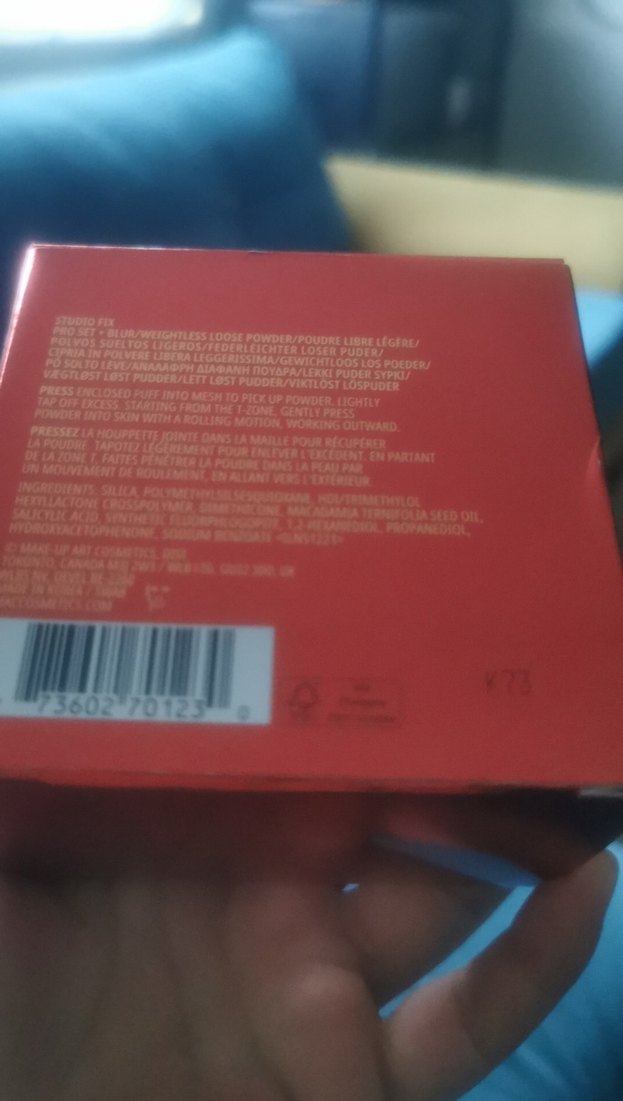 STUDIO FIX
PRO SET + BLUR/WEIGHTLESS LOOSE POWDER/POUDRE LIBRE LÉGÈRE/
POLVOS SUELTOS LIGEROS/FEDERLEICHTER LOSER PUDER/
CIPRIA IN POLVERE LIBERA LEGGERISSIMA/GEWICHTLOOS LOS POEDER/
PÓ SOLTO LEVE/ΑΝΑΛΑΦΡΗ ΔΙΑΦΑΝΗ ΠΟΥΔΡΑ/LEKKI PUDER SYPKI/
VÆGTLØST LØST PUDDER/LETT LØST PUDDER/VIKTLÖST LÖSPUDER
PRESS ENCLOSED PUFF INTO MESH TO PICK UP POWDER. LIGHTLY
TAP OFF EXCESS. STARTING FROM THE T-ZONE, GENTLY PRESS
POWDER INTO SKIN WITH A ROLLING MOTION, WORKING OUTWARD.
PRESSEZ LA HOUPPETTE JOINTE DANS LA MAILLE POUR RÉCUPÉRER
LA POUDRE. TAPOTEZ LÉGÈREMENT POUR ENLEVER L'EXCÉDENT. EN PARTANT
DE LA ZONE T, FAITES PÉNÉTRER LA POUDRE DANS LA PEAU PAR
UN MOUVEMENT DE ROULEMENT, EN ALLANT VERS L'EXTÉRIEUR.
INGREDIENTS: SILICA, POLYMETHYLSILSESQUIOXANE, HDI/TRIMETHYLOL
HEXYLLACTONE CROSSPOLYMER, DIMETHICONE, MACADAMIA TERNIFOLIA SEED OIL,
SALICYLIC ACID, SYNTHETIC FLUORPHLOGOPITE, 1,2-HEXANEDIOL, PROPANEDIOL,
HYDROXYACETOPHENONE, SODIUM BENZOATE
© MAKE-UP ART COSMETICS, DIST.
TORONTO, CANADA M1J 2W3 /
MADE IN KOREA /
MACCOSMETICS.COM
73602 70123 0
K73